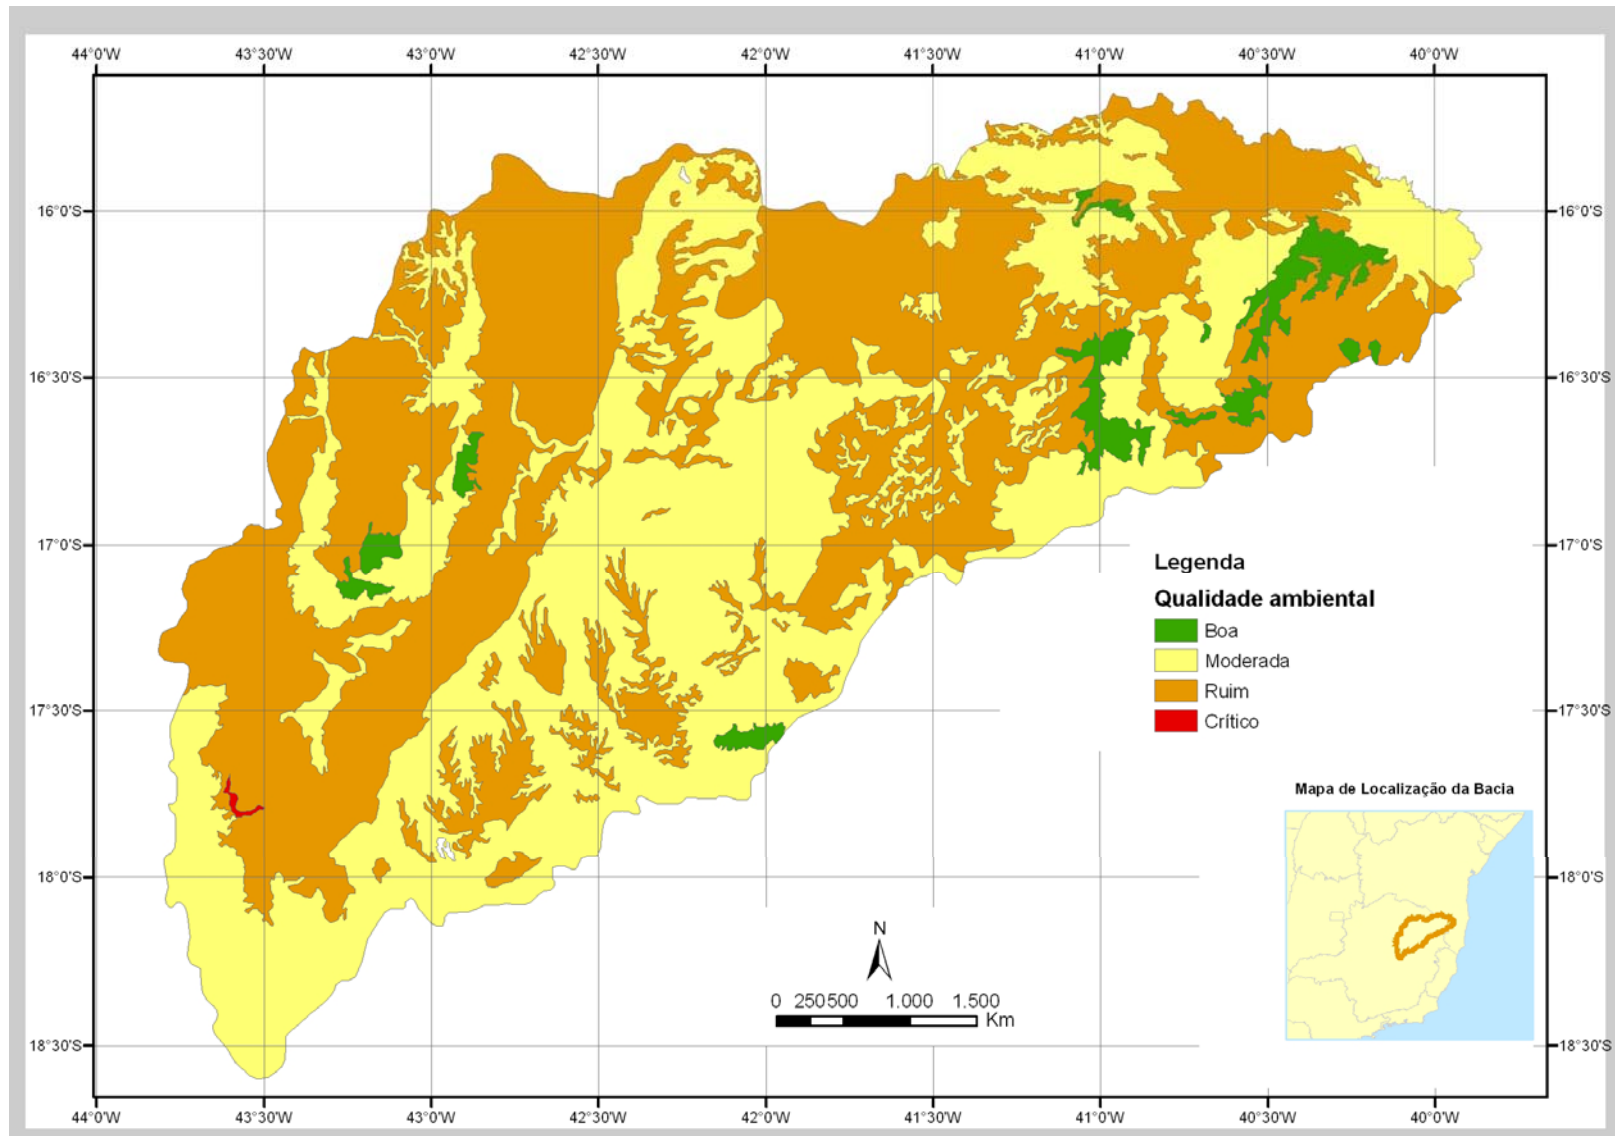 44°0'W 43°30'W 43°0'W 42°30'W 42°0'W 41°30'W 41°0'W 40°30'W 40°0'W
16°0'S 16°0'S
16°30'S 16°30'S
17°0'S 17°0'S
Legenda
Qualidade ambiental
Boa
Moderada
Ruim
17°30'S 17°30'S
Crítico
Mapa de Localização da Bacia
18°0'S 18°0'S
N
0 250 500 1.000 1.500
Km
18°30'S 18°30'S
44°0'W 43°30'W 43°0'W 42°30'W 42°0'W 41°30'W 41°0'W 40°30'W 40°0'W